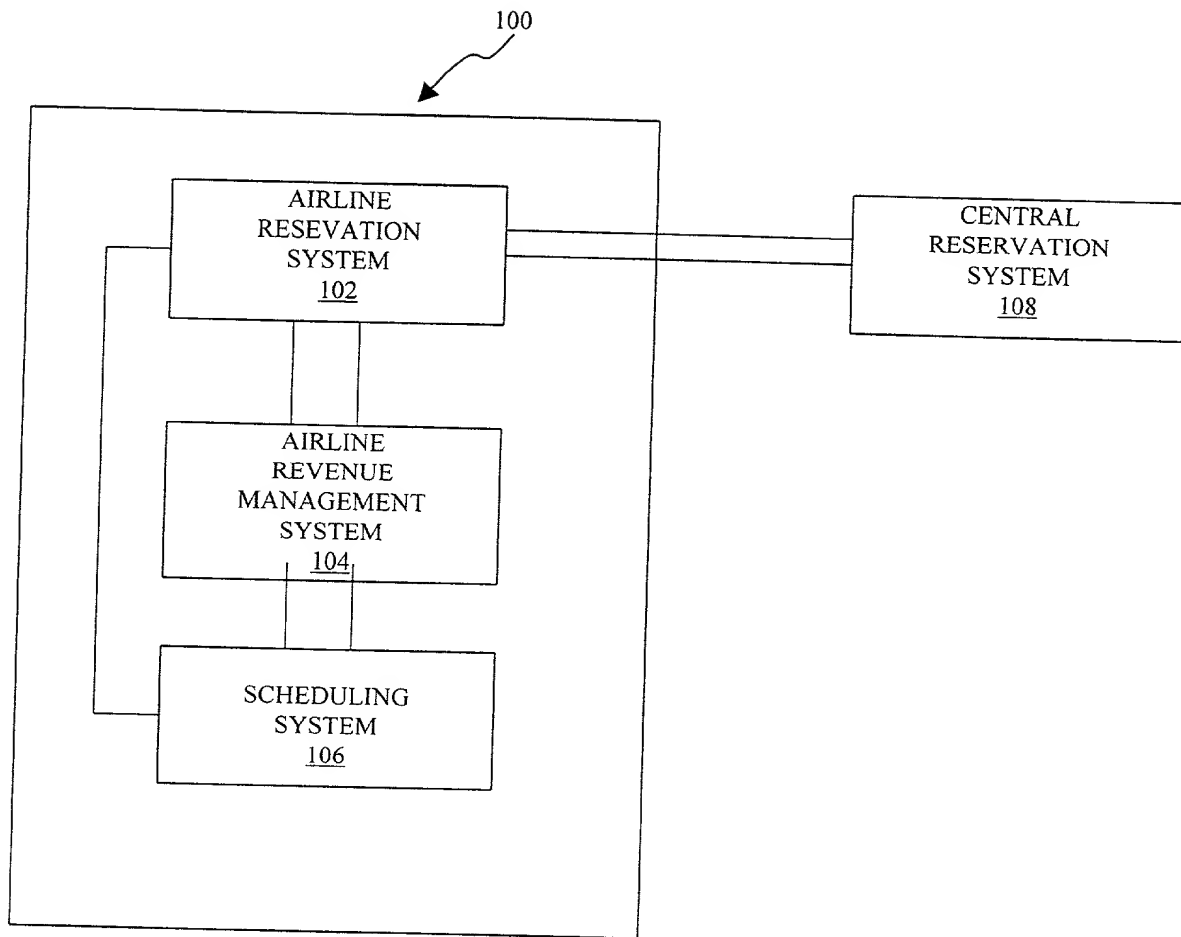 100
AIRLINE
RESEVATION
SYSTEM
102
CENTRAL
RESERVATION
SYSTEM
108
AIRLINE
REVENUE
MANAGEMENT
SYSTEM
104
SCHEDULING
SYSTEM
106